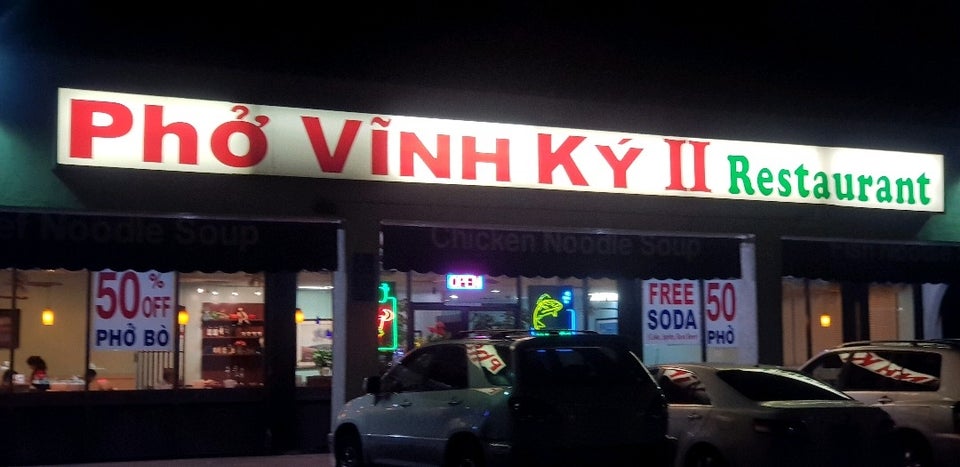 Phở VĨNH KÝ II Restaurant
Noodle Soup
Chicken Noodle Soup
OPEN
50% OFF
PHỞ BÒ
FREE
SODA
50
PHỞ